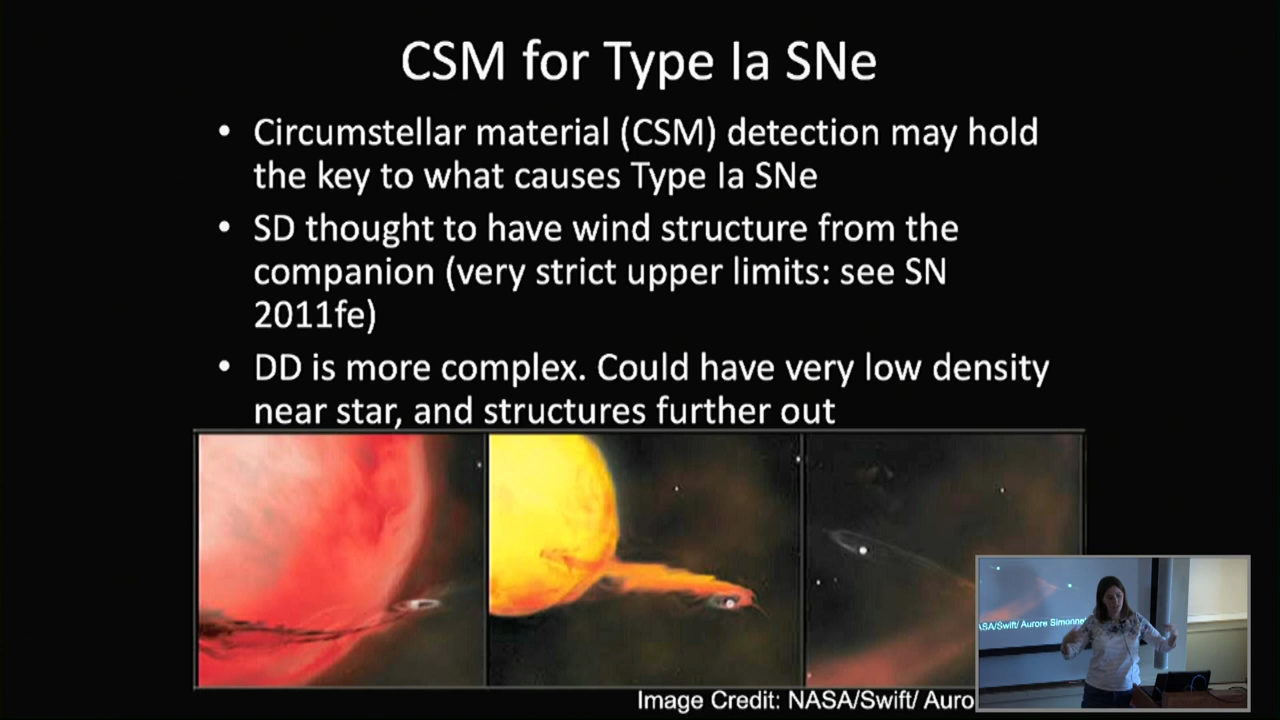 CSM for Type Ia SNe
• Circumstellar material (CSM) detection may hold
the key to what causes Type Ia SNe
• SD thought to have wind structure from the
companion (very strict upper limits: see SN
2011fe)
• DD is more complex. Could have very low density
near star, and structures further out
Image Credit: NASA/Swift/ Auro
ASA/Swift/ Aurore Simonnet